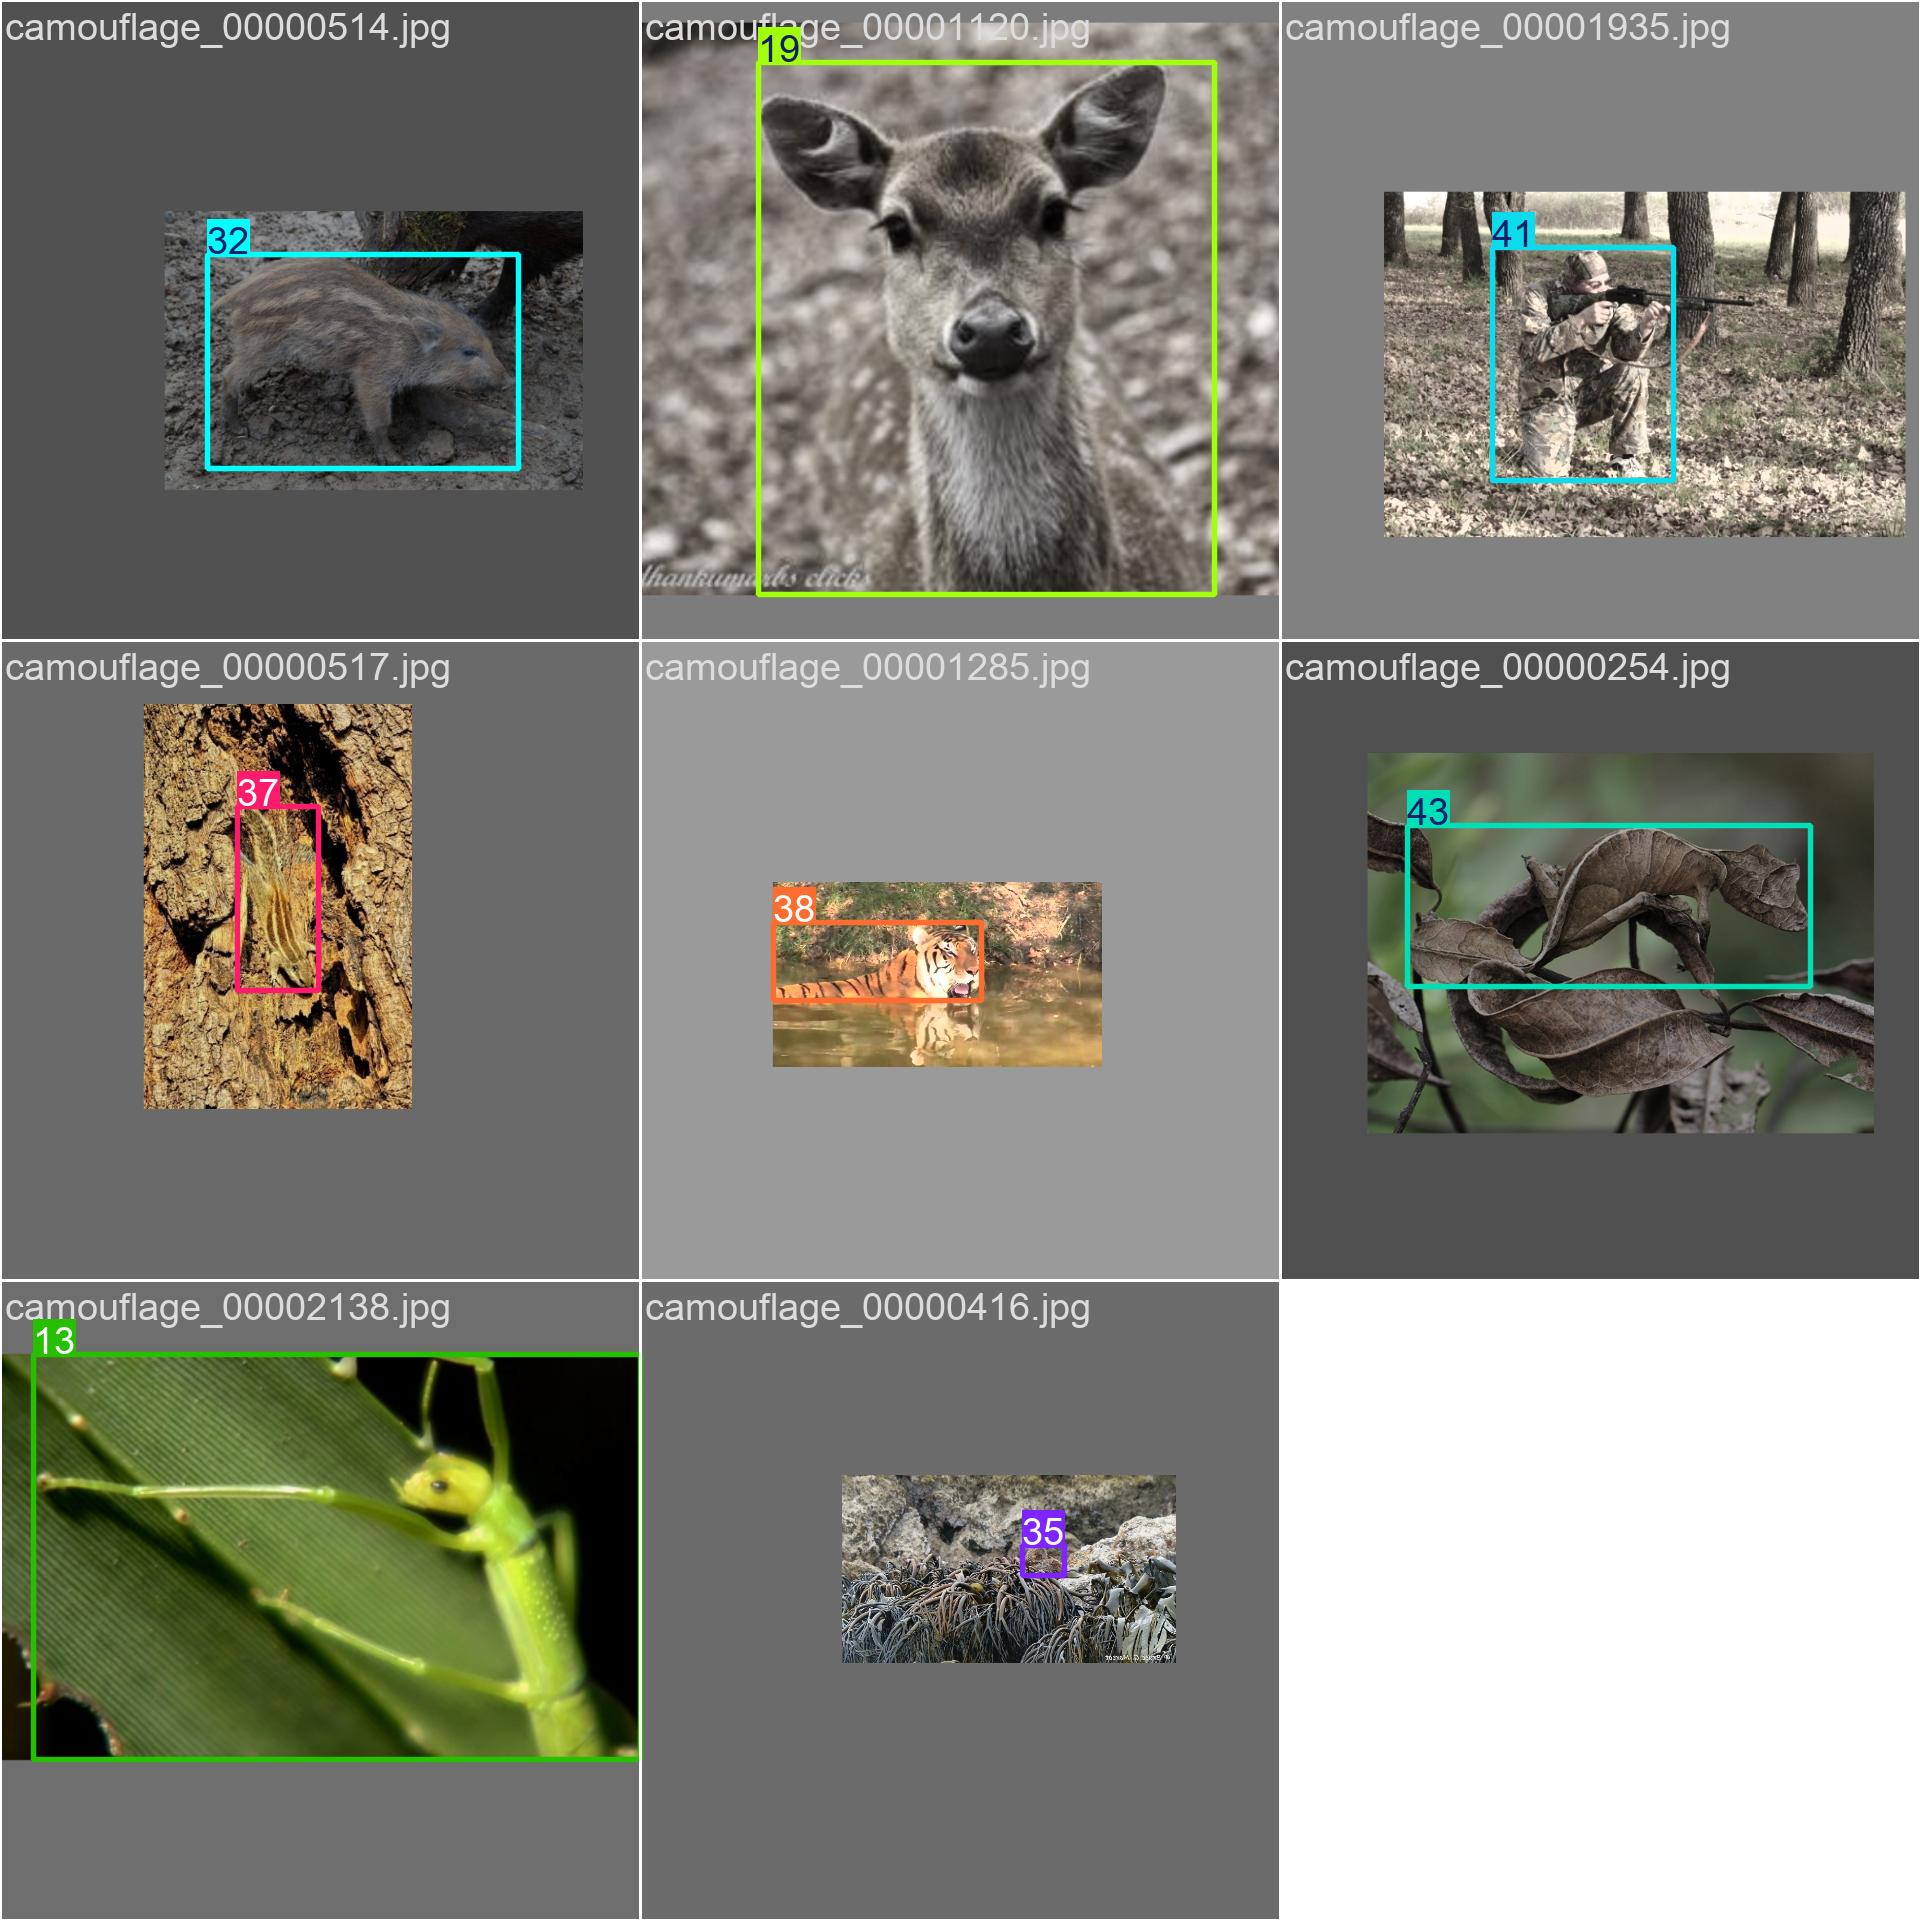 camouflage_00000514.jpg
camouflage_00001120.jpg
camouflage_00001935.jpg
19
32
41
clicks
camouflage_00000517.jpg
camouflage_00001285.jpg
camouflage_00000254.jpg
37
43
38
camouflage_00002138.jpg
camouflage_00000416.jpg
13
35